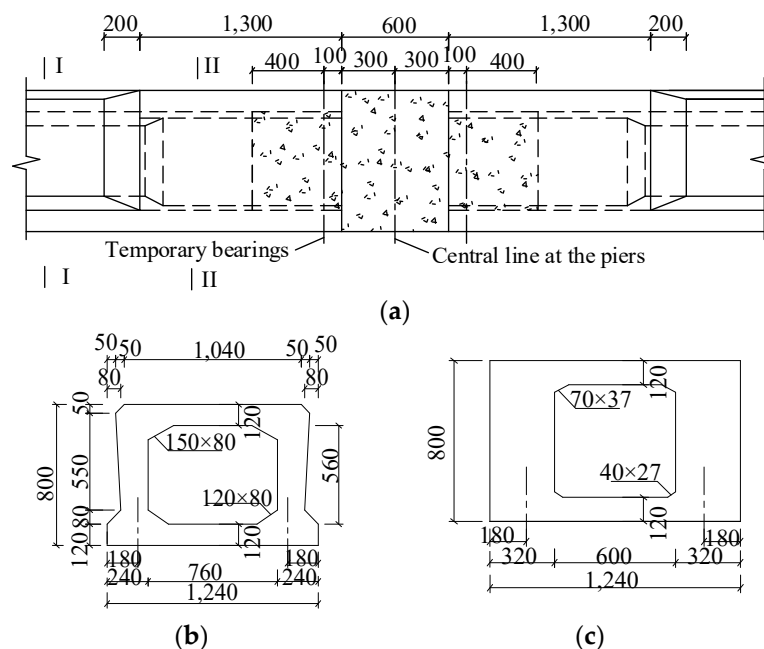 200 1,300 600 1,300 200
I II 100 100
400 300 300 400
Temporary bearings Central line at the piers
I II
(a)
50 50 1,040 50 50
80 80
50 120
150×80
800 550 560
120×80
80
120 120
180 180
240 760 240
1,240
(b)
120
70×37
800
40×27
120
180 180
320 600 320
1,240
(c)